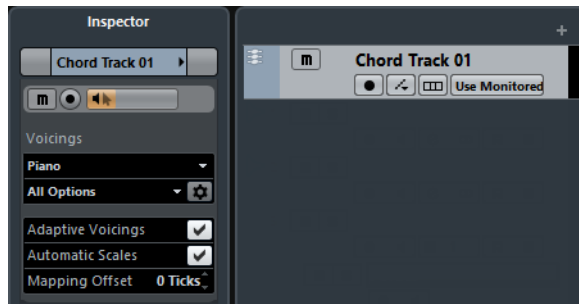 Inspector
Chord Track 01
m
Voicings
Piano
All Options
Adaptive Voicings
Automatic Scales
Mapping Offset 0 Ticks
+
m Chord Track 01
Use Monitored